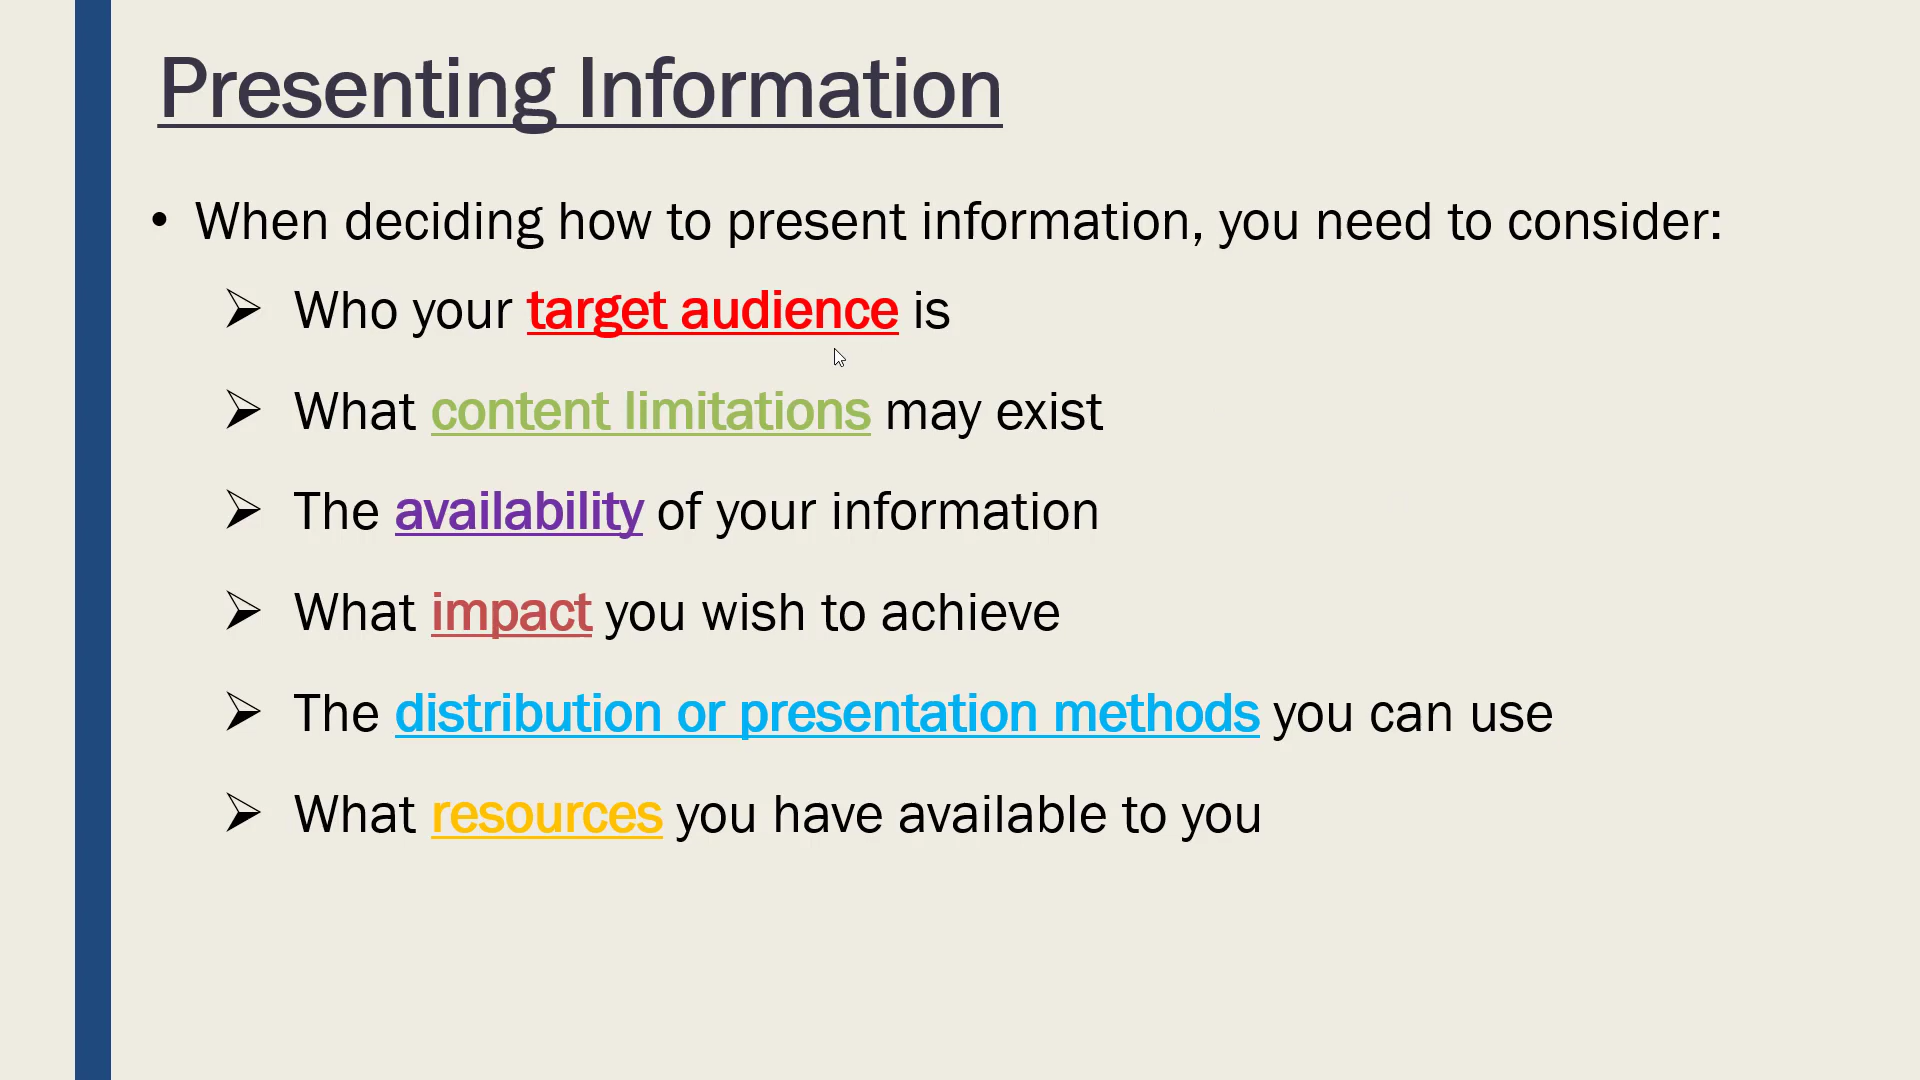 Presenting Information
• When deciding how to present information, you need to consider:
➢ Who your target audience is
➢ What content limitations may exist
➢ The availability of your information
➢ What impact you wish to achieve
➢ The distribution or presentation methods you can use
➢ What resources you have available to you